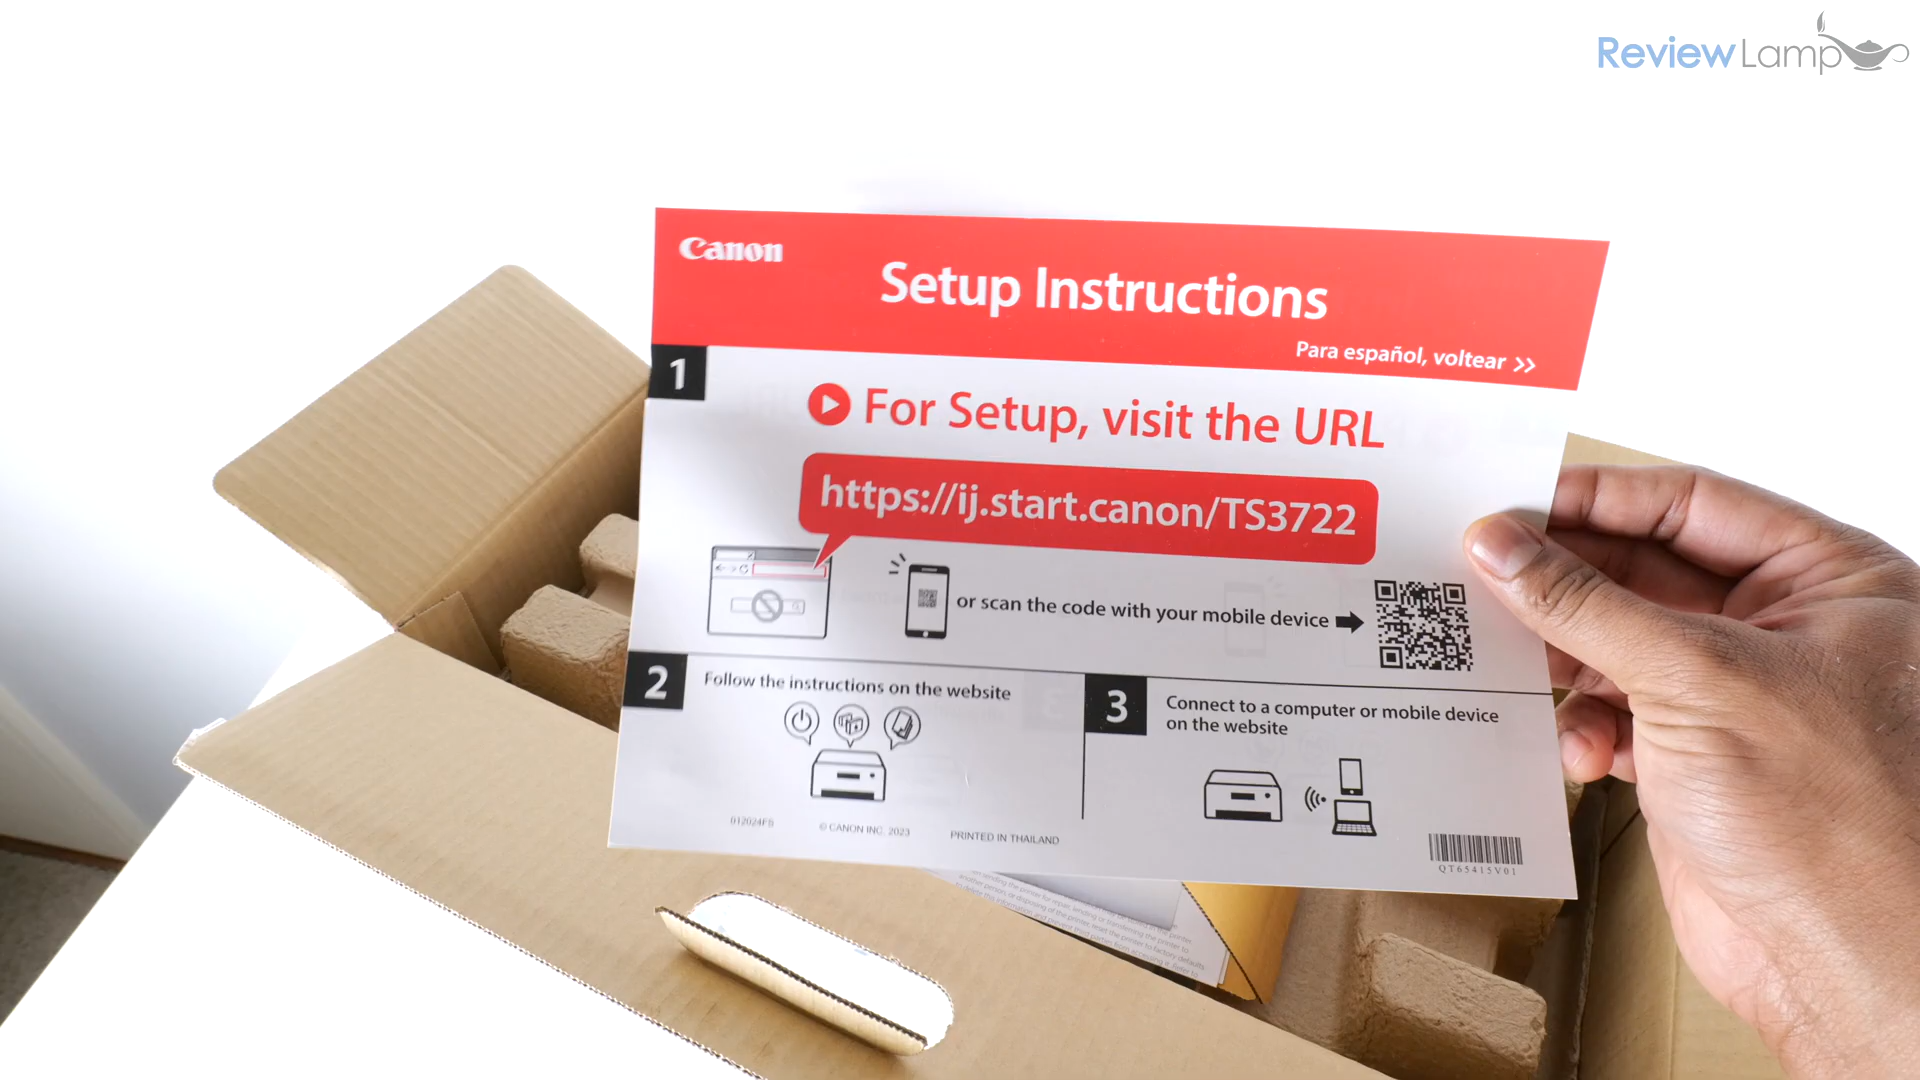 ReviewLamp
Canon
Setup Instructions
Para español, voltear >>
1
For Setup, visit the URL
https://ij.start.canon/TS3722
or scan the code with your mobile device
2
Follow the instructions on the website
3
Connect to a computer or mobile device
on the website
012024FS
© CANON INC. 2023
PRINTED IN THAILAND
QT65415V01